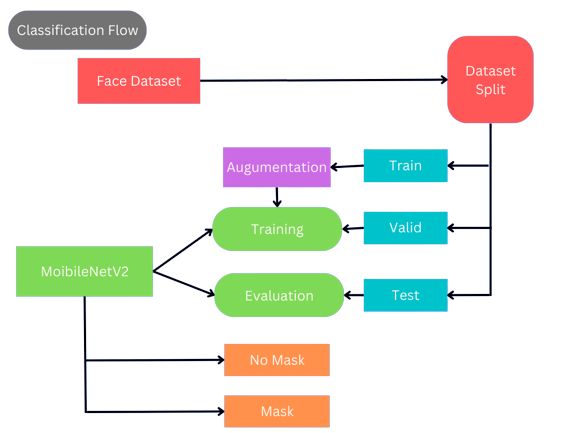 Classification Flow
Face Dataset
Dataset
Split
Augumentation
Train
Training
Valid
MoibileNetV2
Evaluation
Test
No Mask
Mask